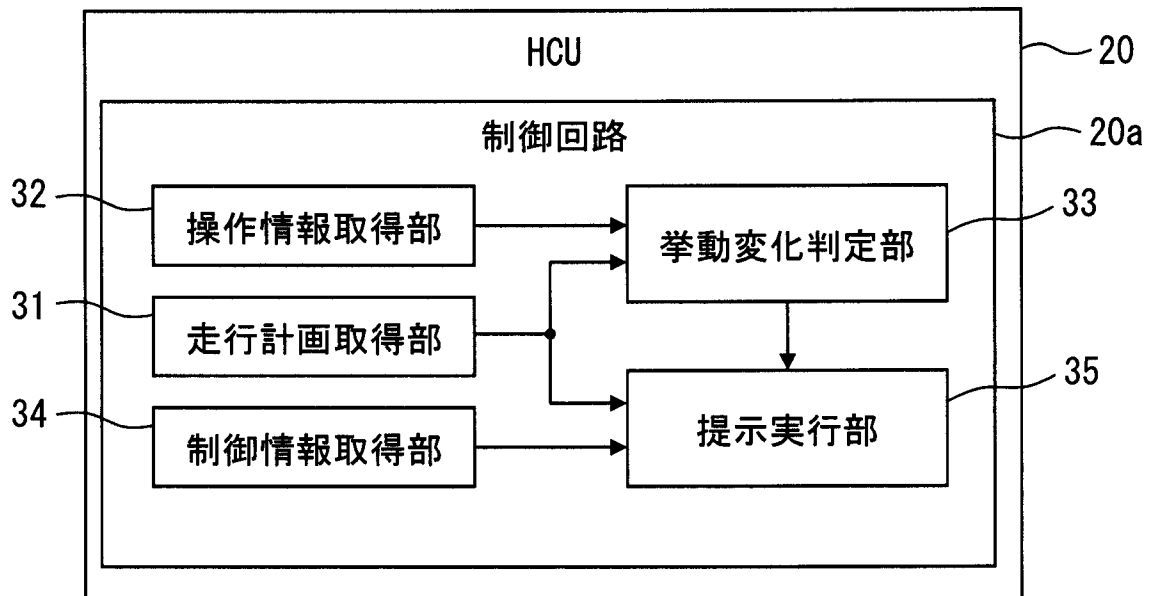 HCU
20
制御回路
20a
32
操作情報取得部
挙動変化判定部
33
31
走行計画取得部
34
制御情報取得部
提示実行部
35